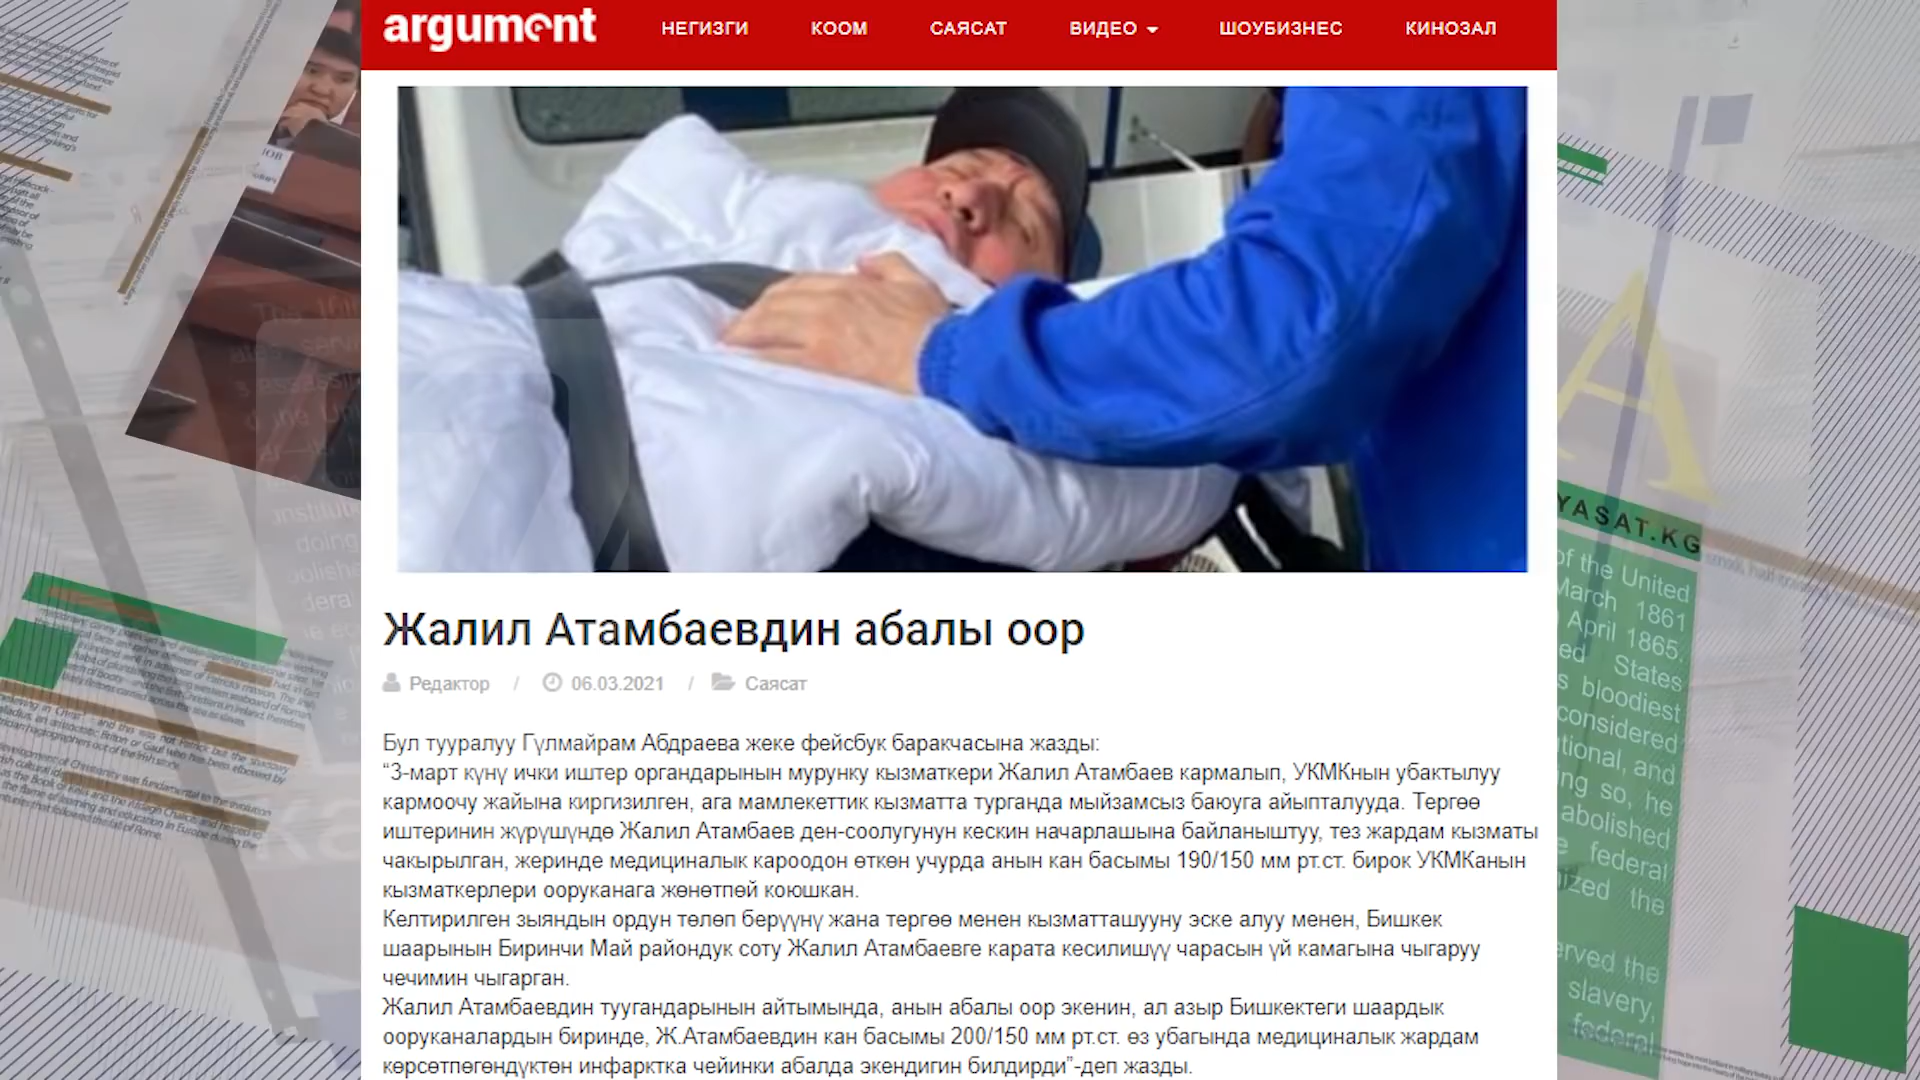 argument
НЕГИЗГИ
КООМ
САЯСАТ
ВИДЕО
ШОУБИЗНЕС
КИНОЗАЛ
Жалил Атамбаевдин абалы оор
Редактор / 06.03.2021 / Саясат
Бул тууралуу Гүлмайрам Абдраева жеке фейсбук баракчасына жазды:
“3-март күнү ички иштер органдарынын мурунку кызматкери Жалил Атамбаев кармалып, УКМКнын убактылуу
кармоочу жайына киргизилген, ага мамлекеттик кызматта турганда мыйзамсыз баюуга айыпталууда. Тергөө
иштеринин жүрүшүндө Жалил Атамбаев ден-соолугунун кескин начарлашына байланыштуу, тез жардам кызматы
чакырылган, жеринде медициналык кароодон өткөн учурда анын кан басымы 190/150 мм рт.ст. бирок УКМКанын
кызматкерлери ооруканага жөнөтпөй коюшкан.
Келтирилген зыяндын ордун төлөп берүүнү жана тергөө менен кызматташууну эске алуу менен, Бишкек
шаарынын Биринчи Май райондук соту Жалил Атамбаевге карата кесилишүү чарасын үй камагына чыгаруу
чечимин чыгарган.
Жалил Атамбаевдин туугандарынын айтымында, анын абалы оор экенин, ал азыр Бишкектеги шаардык
ооруканалардын биринде, Ж.Атамбаевдин кан басымы 200/150 мм рт.ст. өз убагында медициналык жардам
көрсөтпөгөндүктөн инфарктка чейинки абалда экендигин билдирди”-деп жазды.
A
YASAT.KG
of the United
March 1861
April 1865.
ed States
s bloodiest
considered
tional, and
ng so, he
abolished
federal
ized the
erved the
slavery,
federal